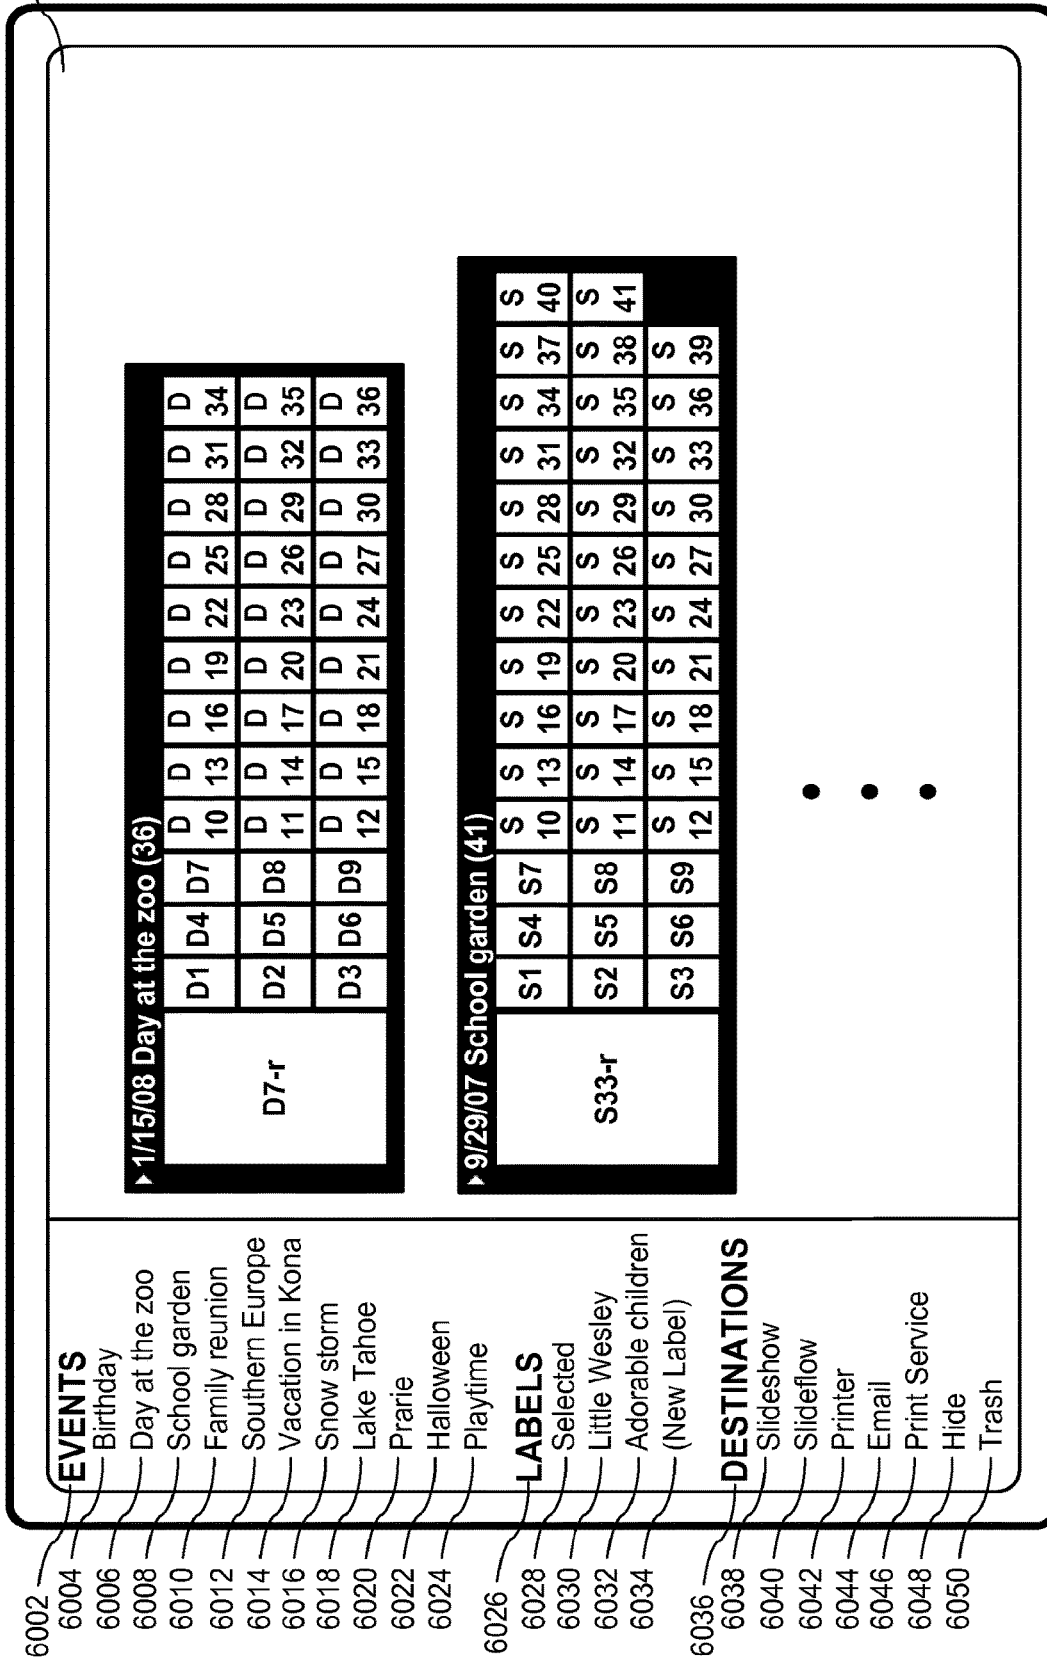 6002
EVENTS
6004
Birthday
6006
Day at the zoo
6008
School garden
6010
Family reunion
6012
Southern Europe
6014
Vacation in Kona
6016
Snow storm
6018
Lake Tahoe
6020
Prarie
6022
Halloween
6024
Playtime
6026
LABELS
6028
Selected
6030
Little Wesley
6032
Adorable children
6034
(New Label)
6036
DESTINATIONS
6038
Slideshow
6040
Slideflow
6042
Printer
6044
Email
6046
Print Service
6048
Hide
6050
Trash
1/15/08 Day at the zoo (36)
D7-r
D1 D4 D7 D 10 D 13 D 16 D 19 D 22 D 25 D 28 D 31 D 34
D2 D5 D8 D 11 D 14 D 17 D 20 D 23 D 26 D 29 D 32 D 35
D3 D6 D9 D 12 D 15 D 18 D 21 D 24 D 27 D 30 D 33 D 36
9/29/07 School garden (41)
S33-r
S1 S4 S7 S 10 S 13 S 16 S 19 S 22 S 25 S 28 S 31 S 34 S 37 S 40
S2 S5 S8 S 11 S 14 S 17 S 20 S 23 S 26 S 29 S 32 S 35 S 38 S 41
S3 S6 S9 S 12 S 15 S 18 S 21 S 24 S 27 S 30 S 33 S 36 S 39